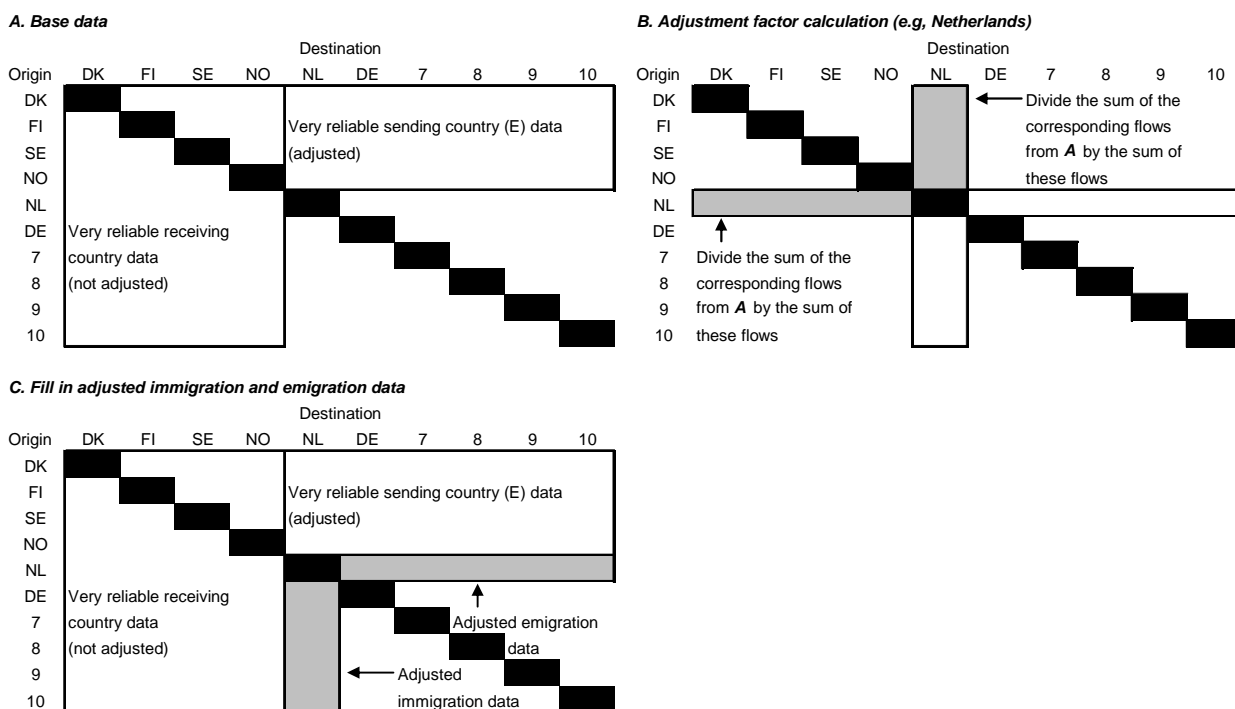 A. Base data
Destination
Origin DK FI SE NO NL DE 7 8 9 10
DK
FI Very reliable sending country (E) data
SE (adjusted)
NO
NL
DE Very reliable receiving
7 country data
8 (not adjusted)
9
10
B. Adjustment factor calculation (e.g, Netherlands)
Destination
Origin DK FI SE NO NL DE 7 8 9 10
DK Divide the sum of the
FI corresponding flows
SE from A by the sum of
NO these flows
NL
DE
7 Divide the sum of the
8 corresponding flows
9 from A by the sum of
10 these flows
C. Fill in adjusted immigration and emigration data
Destination
Origin DK FI SE NO NL DE 7 8 9 10
DK
FI Very reliable sending country (E) data
SE (adjusted)
NO
NL
DE Very reliable receiving
7 country data Adjusted emigration
8 (not adjusted) data
9 Adjusted
10 immigration data